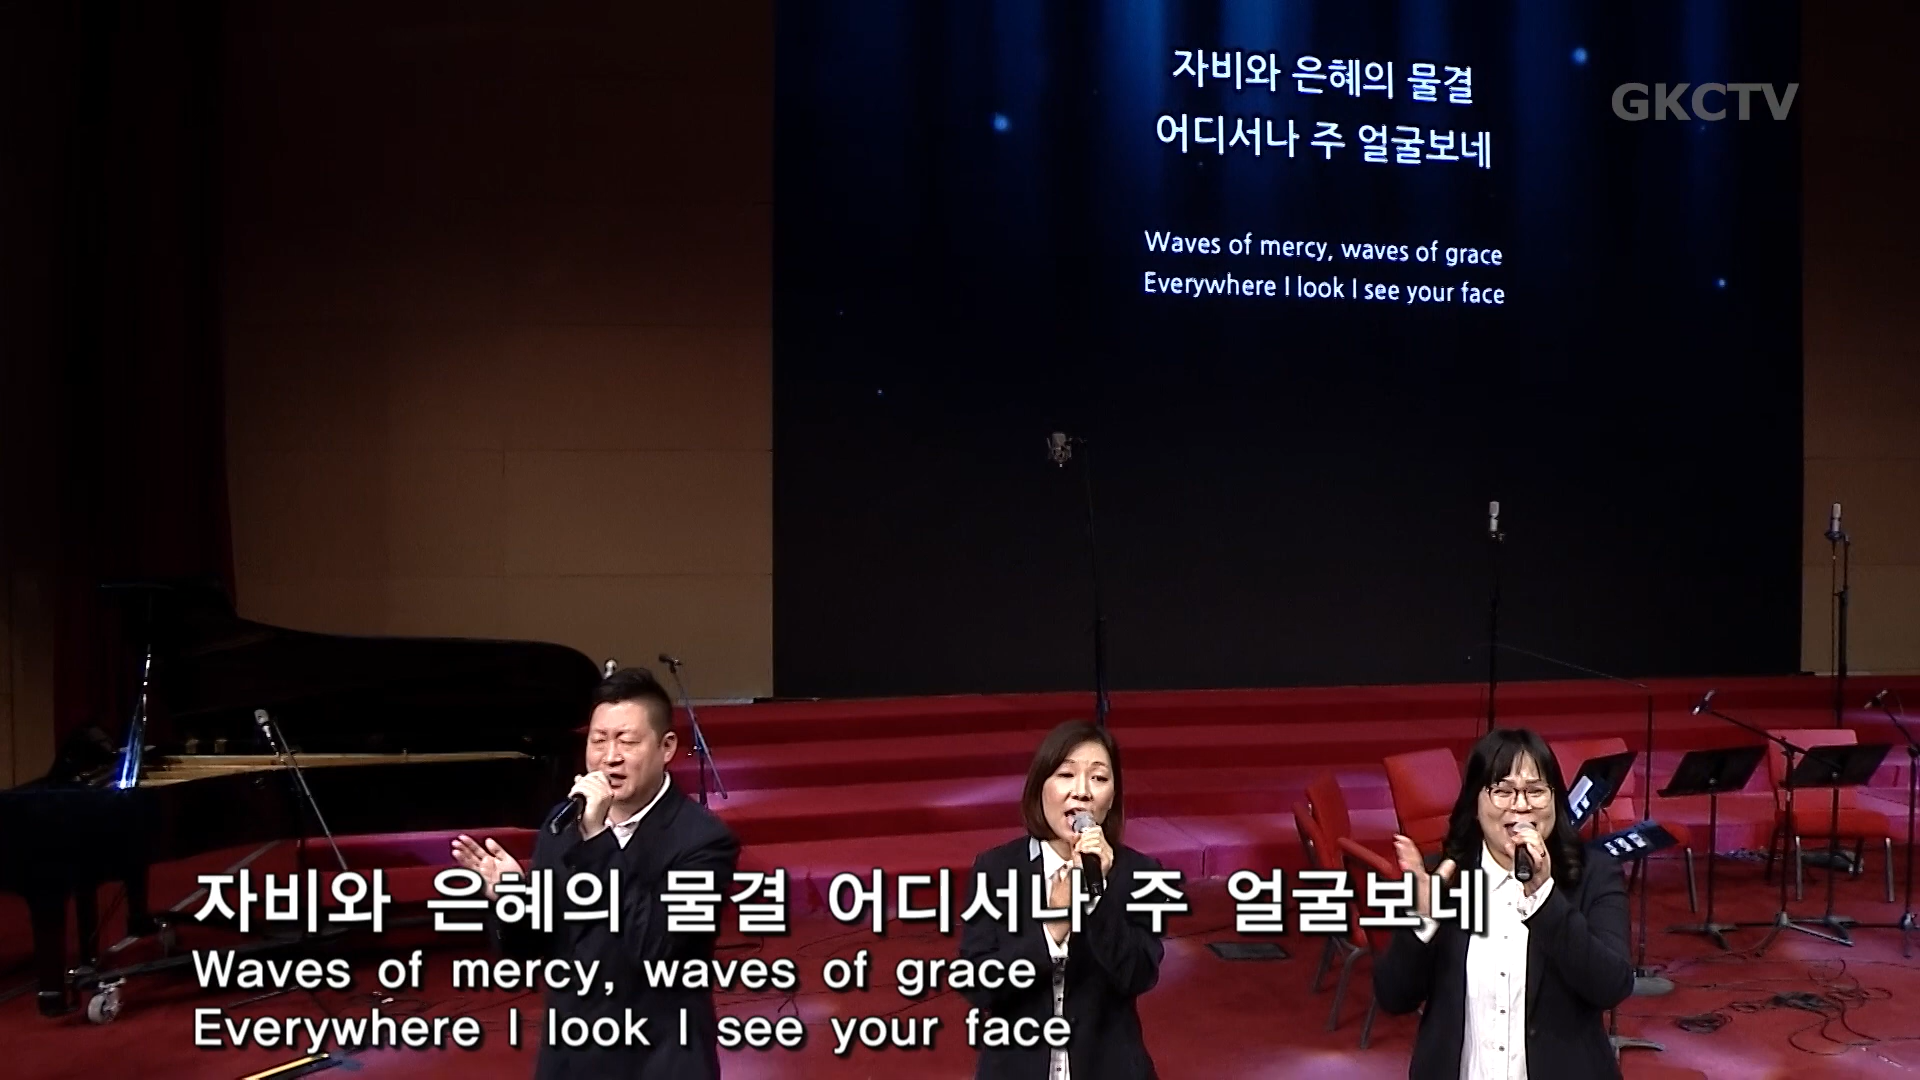 자비와 은혜의 물결
어디서나 주 얼굴보네
GKCTV
Waves of mercy, waves of grace
Everywhere I look I see your face
자비와 은혜의 물결 어디서나 주 얼굴보네
Waves of mercy, waves of grace
Everywhere I look I see your face